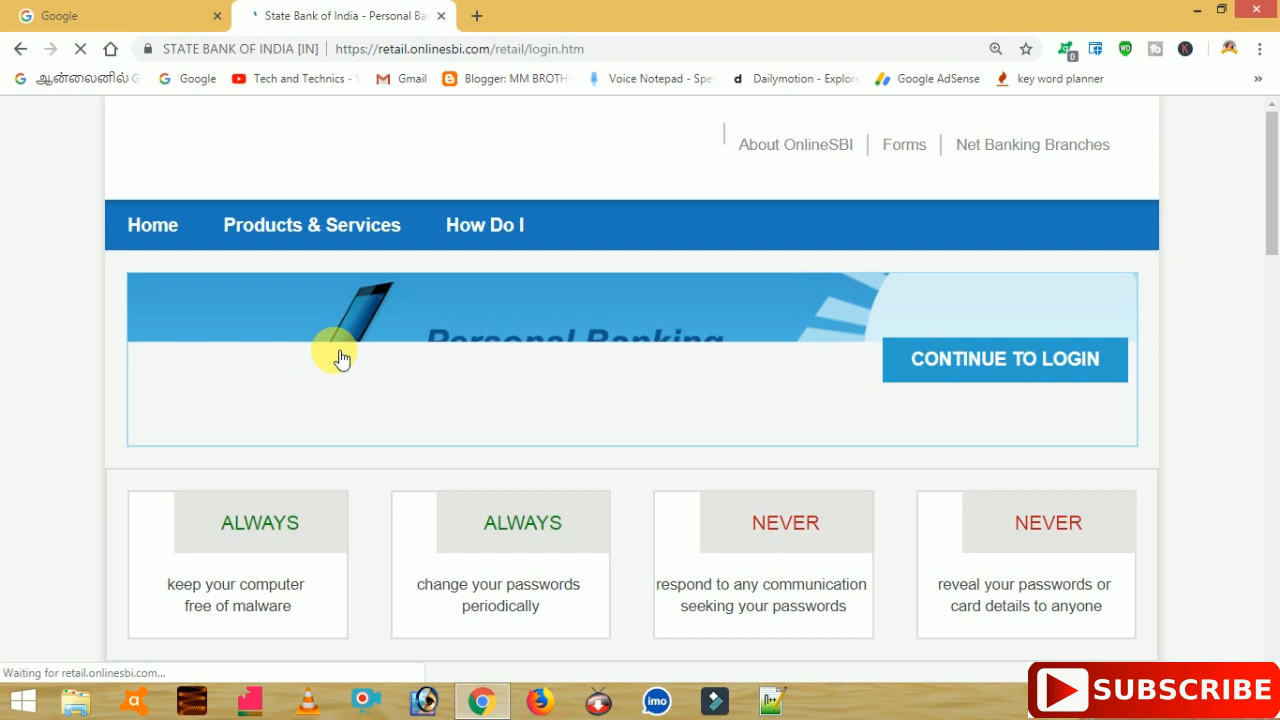 Google
State Bank of India - Personal Ba
STATE BANK OF INDIA [IN]
https://retail.onlinesbi.com/retail/login.htm
0
ஆன்லைனில் G
Google
Tech and Technics - Y
Gmail
Blogger: MM BROTH
Voice Notepad - Spe
Dailymotion - Explore
Google AdSense
key word planner
About OnlineSBI
Forms
Net Banking Branches
Home
Products & Services
How Do I
Personal Banking
CONTINUE TO LOGIN
ALWAYS
keep your computer
free of malware
ALWAYS
change your passwords
periodically
NEVER
respond to any communication
seeking your passwords
NEVER
reveal your passwords or
card details to anyone
Waiting for retail.onlinesbi.com...
imo
SUBSCRIBE